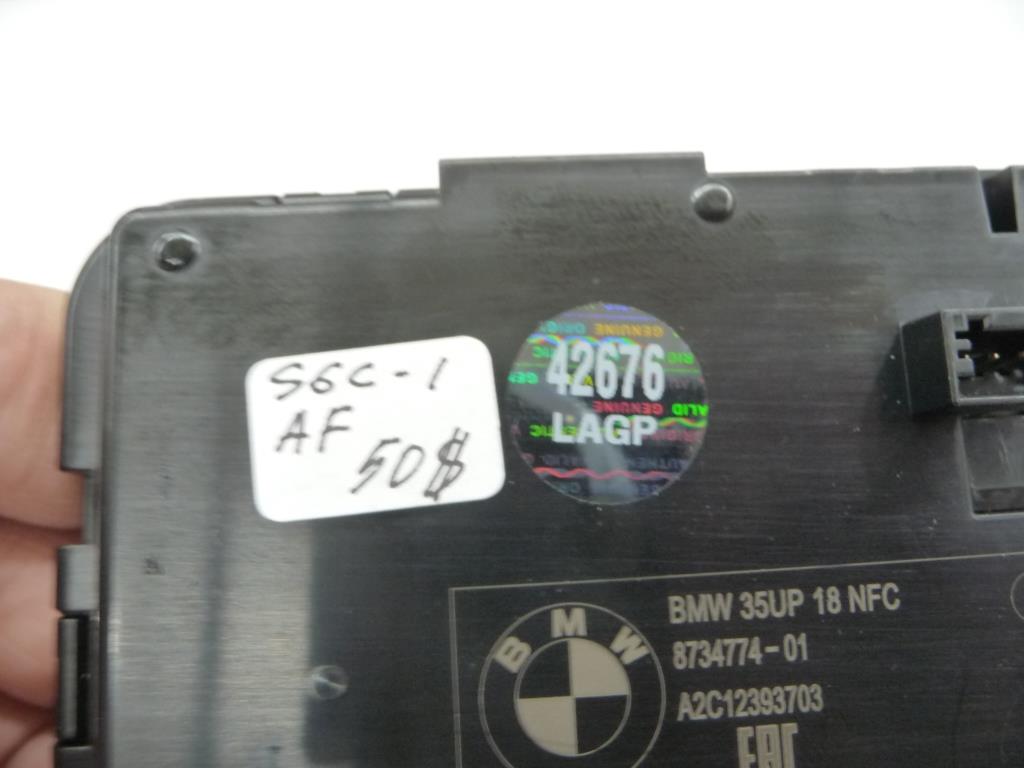 S6C-1
AF
50$
GENUINE
42676
VALID
GENUINE
LAGP
BMW
BMW 35UP 18 NFC
8734774-01
A2C12393703
EAC